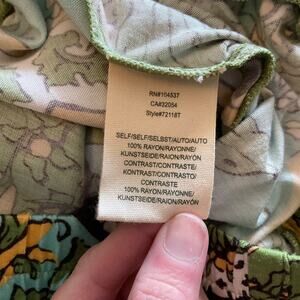 RN#104537
CA#32054
Style#72118T
SELF/SELF/SELBST/AUTO/AUTO
100% RAYON/RAYONNE/
KUNSTSEIDE/RAION/RAYÓN
CONTRAST/CONTRASTE/
KONTRAST/CONTRASTO/
CONTRASTE
100% RAYON/RAYONNE/
KUNSTSEIDE/RAION/RAYÓN